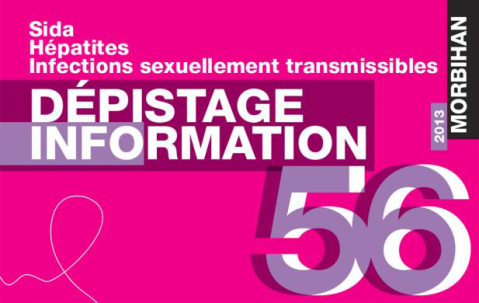 Sida
Hépatites
Infections sexuellement transmissibles
DÉPISTAGE
INFORMATION
56
2013
MORBIHAN